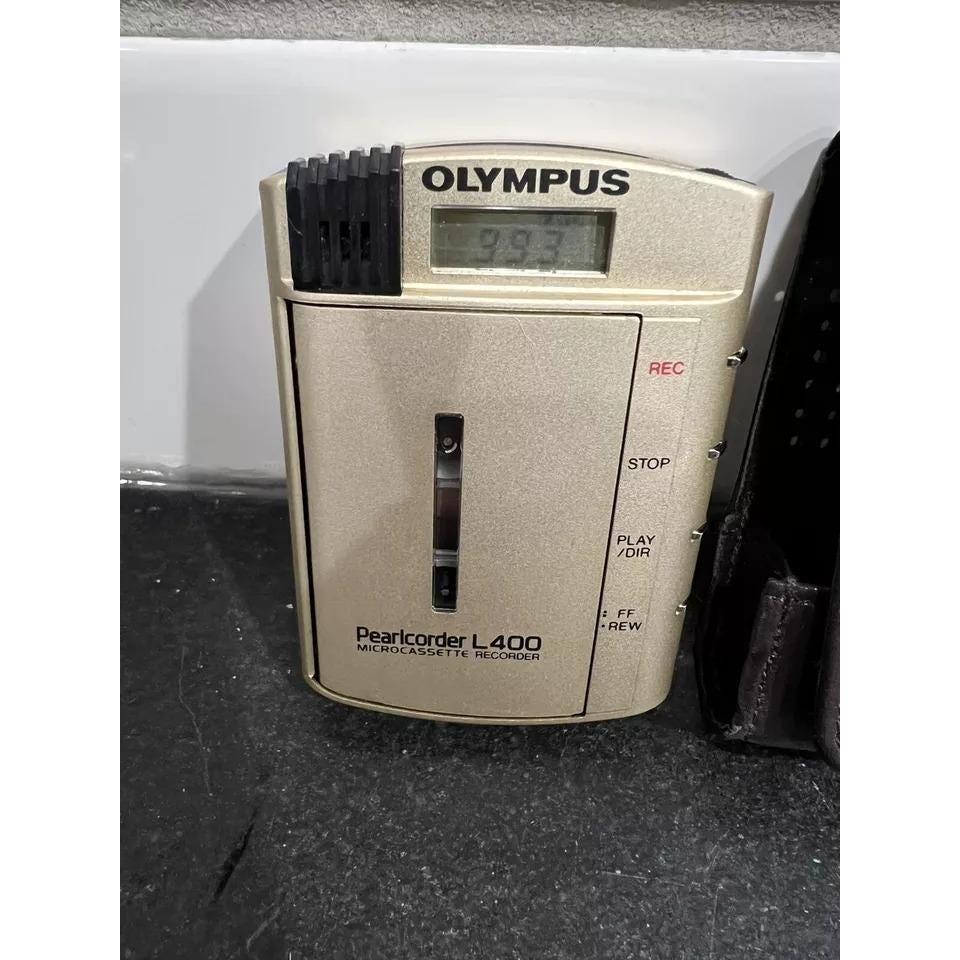 OLYMPUS
993
REC
STOP
PLAY
/DIR
: FF
• REW
Pearlcorder L400
MICROCASSETTE RECORDER